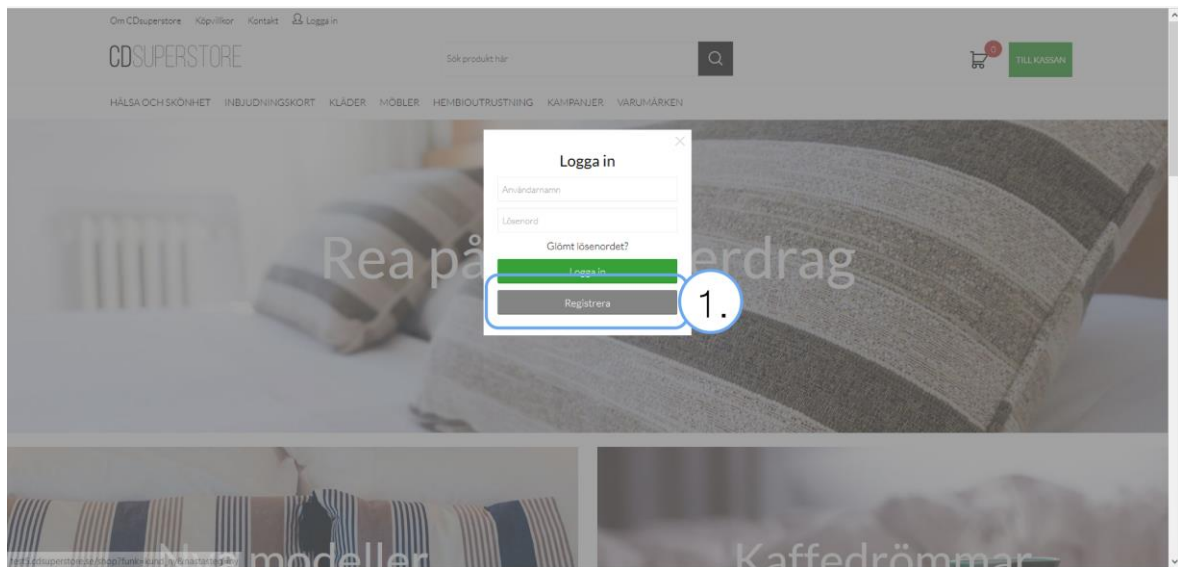 Om CDsuperstore Köpvillkor Kontakt Logga in
CDSUPERSTORE
Sök produkt här
0
TILL KASSAN
HÄLSA OCH SKÖNHET INBJUDNINGSKORT KLÄDER MÖBLER HEMBIOUTRUSTNING KAMPANJER VARUMÄRKEN
Logga in
Användarnamn
Lösenord
Glömt lösenordet?
Logga in
Registrera
1.
Rea på erdrag
Nya modeller
Kaffedrömmar